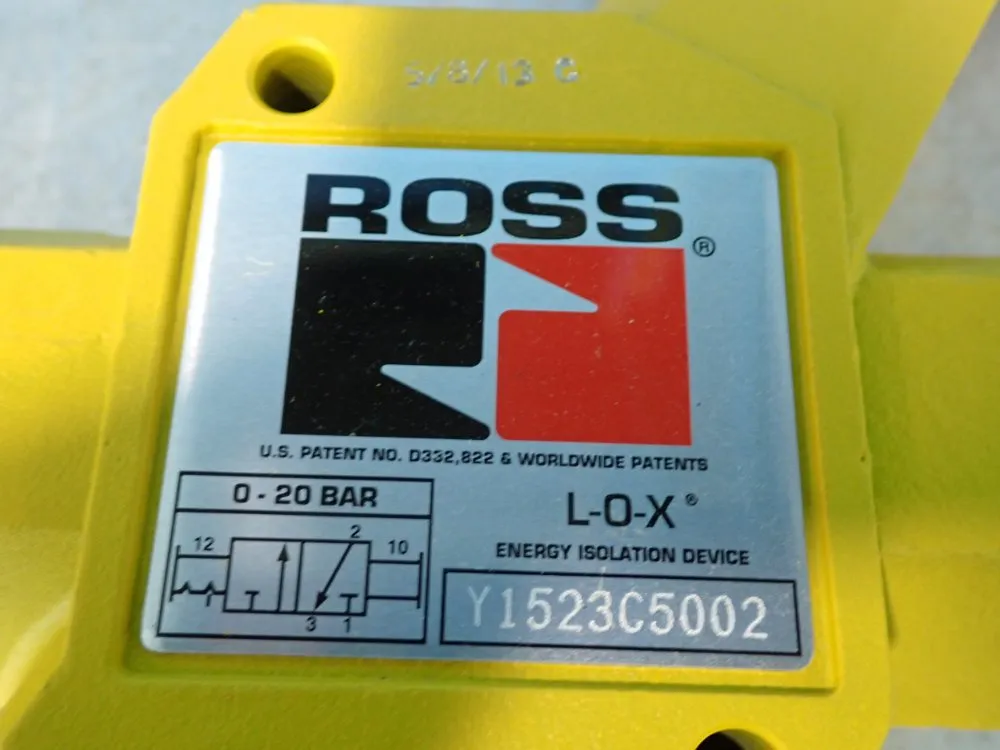 5/8/13 C
ROSS
®
U.S. PATENT NO. D332,822 & WORLDWIDE PATENTS
0 - 20 BAR
12
2
10
3
1
L-O-X®
ENERGY ISOLATION DEVICE
Y1523C5002